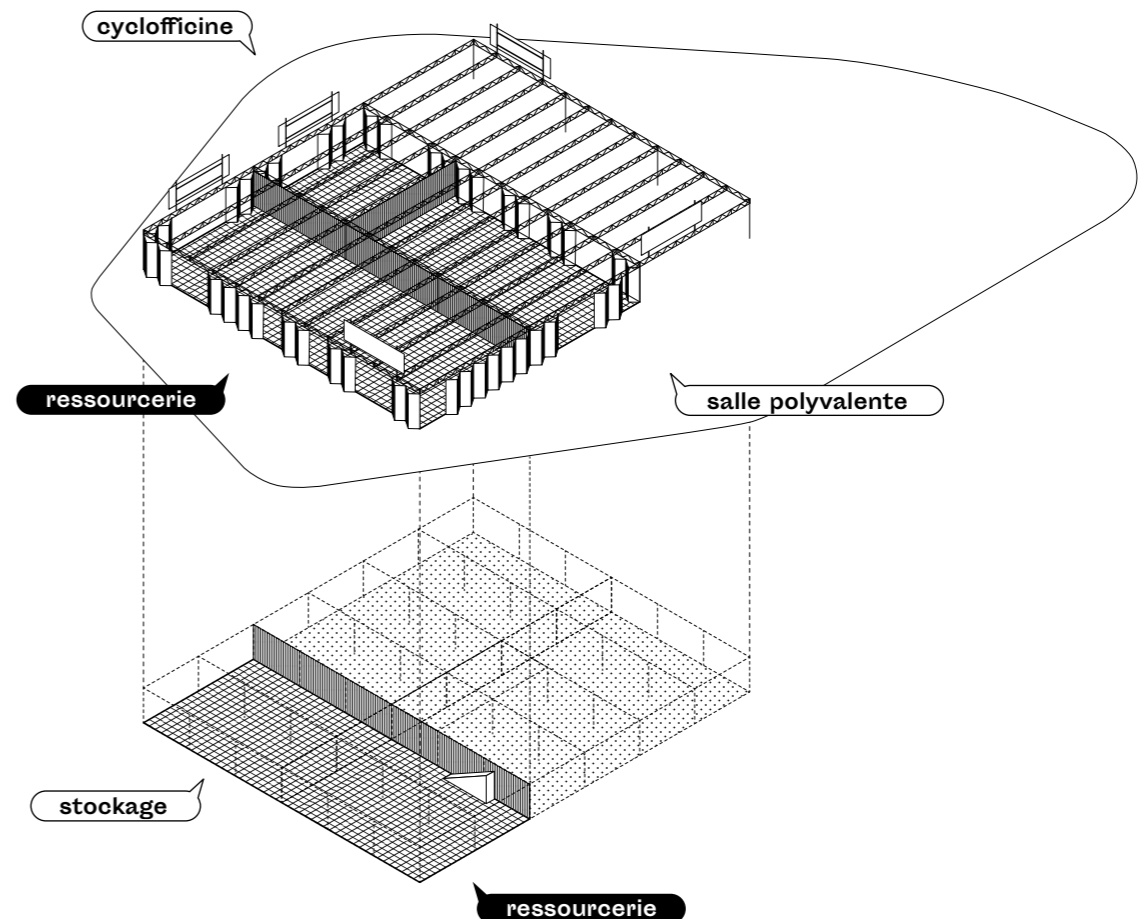 cyclofficine
ressourcerie
salle polyvalente
stockage
ressourcerie